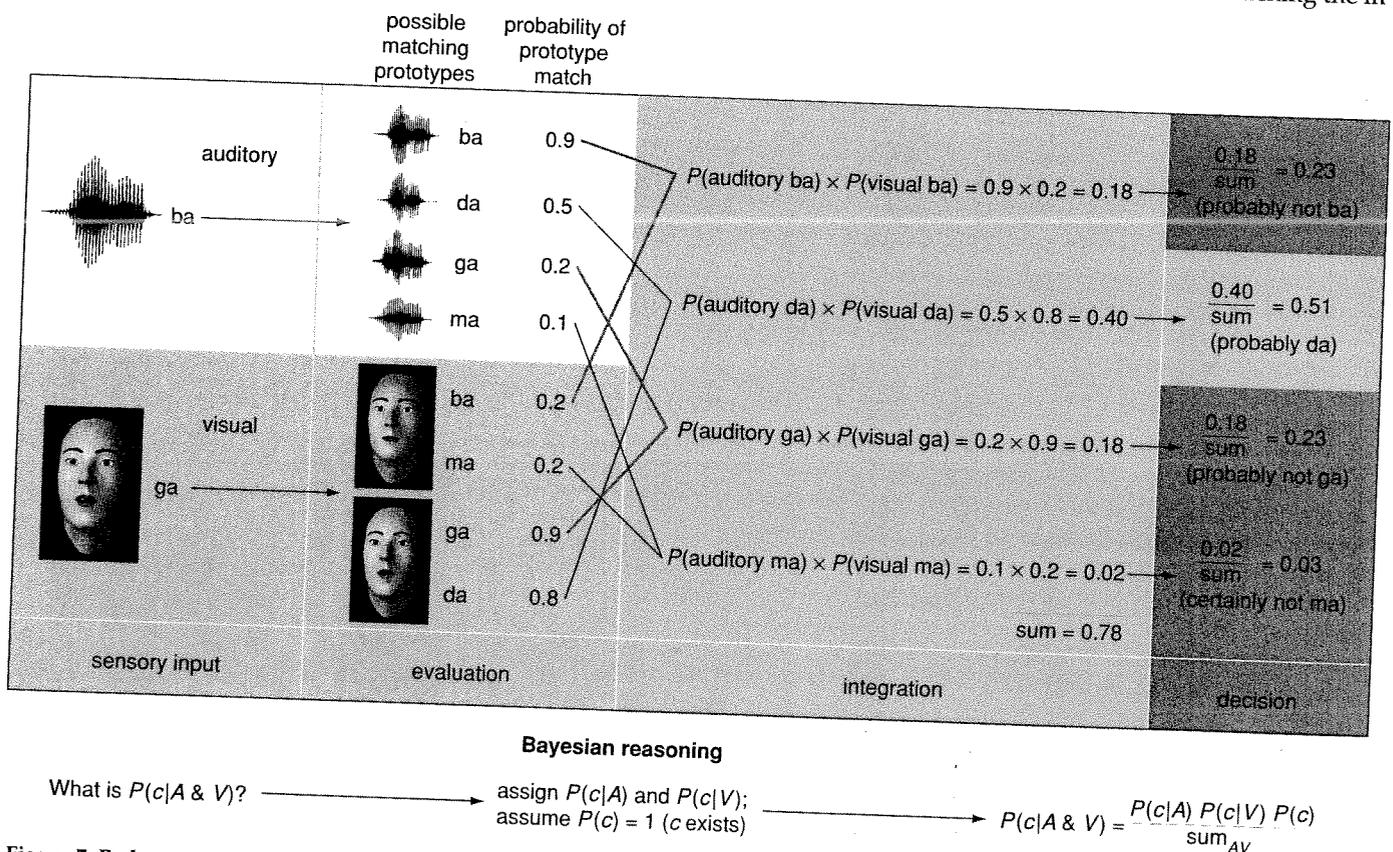 possible
matching
prototypes
probability of
prototype
match
auditory
ba
ba
0.9
da
0.5
ga
0.2
ma
0.1
P(auditory ba) × P(visual ba) = 0.9 × 0.2 = 0.18
0.18
sum
= 0.23
(probably not ba)
P(auditory da) × P(visual da) = 0.5 × 0.8 = 0.40
0.40
sum
= 0.51
(probably da)
visual
ga
ba
0.2
ma
0.2
ga
0.9
da
0.8
P(auditory ga) × P(visual ga) = 0.2 × 0.9 = 0.18
0.18
sum
= 0.23
(probably not ga)
P(auditory ma) × P(visual ma) = 0.1 × 0.2 = 0.02
0.02
sum
= 0.03
(certainly not ma)
sum = 0.78
sensory input
evaluation
integration
decision
Bayesian reasoning
What is P(c|A & V)?
assign P(c|A) and P(c|V);
assume P(c) = 1 (c exists)
P(c|A & V) = P(c|A) P(c|V) P(c)
sum AV